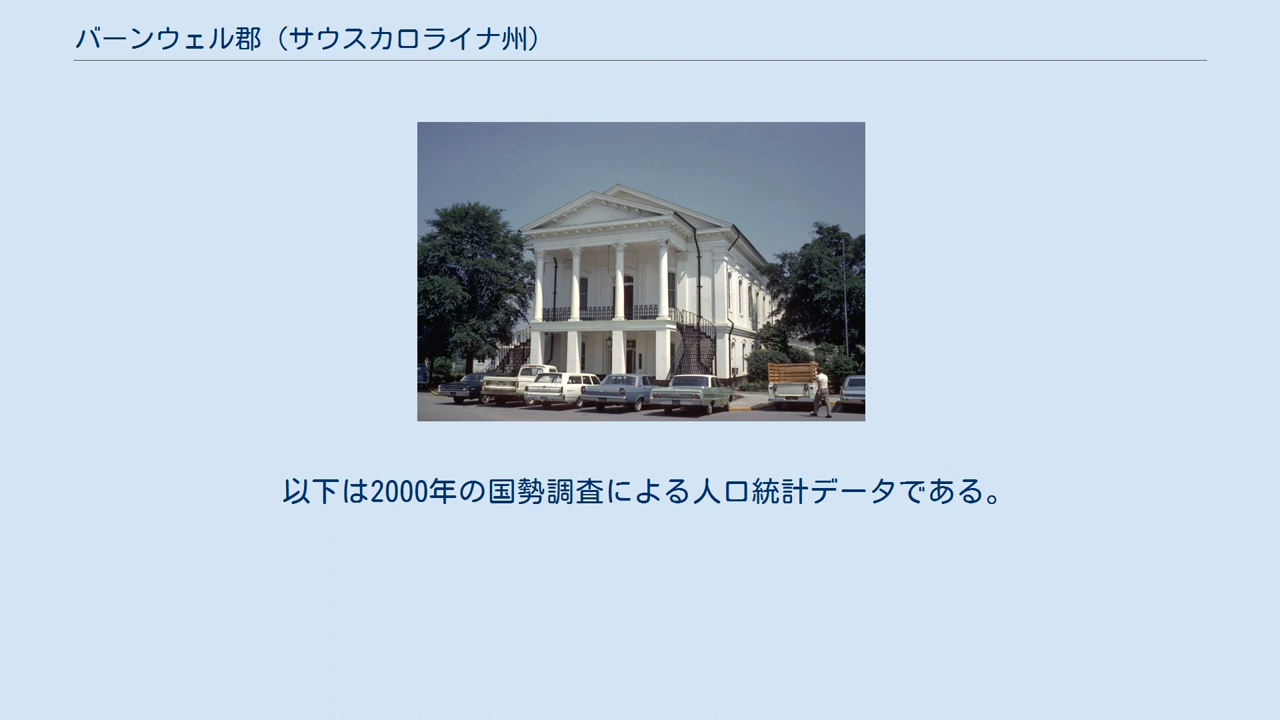 バーンウェル郡（サウスカロライナ州）
以下は2000年の国勢調査による人口統計データである。